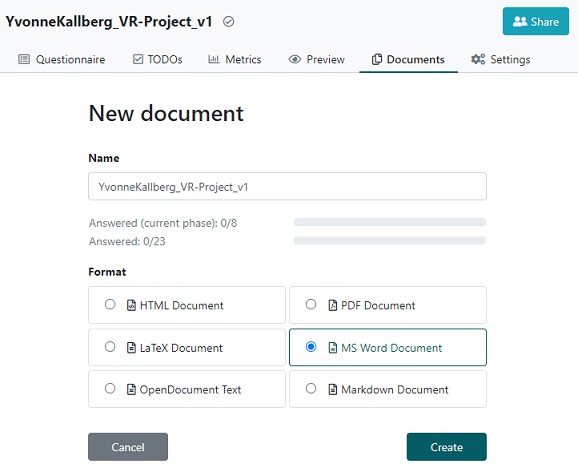 YvonneKallberg_VR-Project_v1
Share
Questionnaire TODOs Metrics Preview Documents Settings
New document
Name
YvonneKallberg_VR-Project_v1
Answered (current phase): 0/8
Answered: 0/23
Format
HTML Document PDF Document
LaTeX Document MS Word Document
OpenDocument Text Markdown Document
Cancel Create